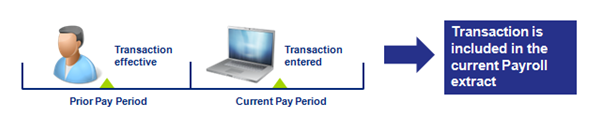 Transaction
effective
Transaction
entered
Prior Pay Period
Current Pay Period
Transaction is
included in the
current Payroll
extract